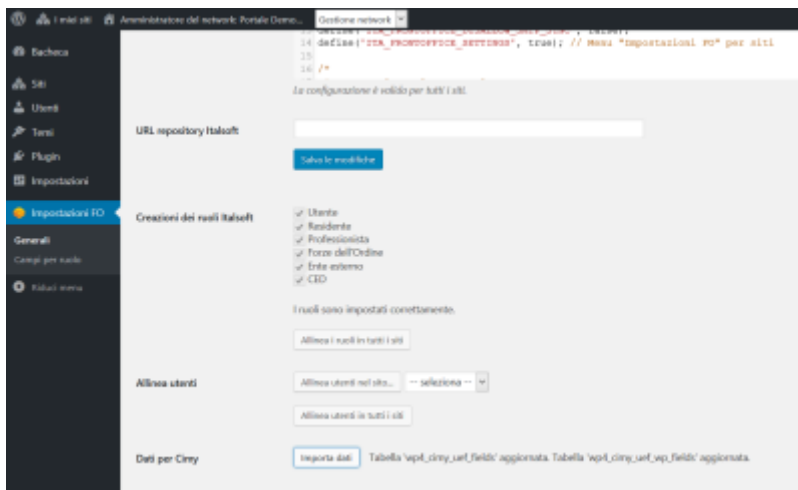 I miei siti Amministratore del network: Portale Demo... Gestione network
Bacheca
Siti
Utenti
Temi
Plugin
Impostazioni
Impostazioni FO
Generali
Campi per ruolo
Riduci menu
14 define("ITA_FRONTOFFICE_SETTINGS", true); // Menu "Impostazioni FO" per siti
15
16 /*
La configurazione è valida per tutti i siti.
URL repository Italsoft
Salva le modifiche
Creazioni dei ruoli Italsoft
Utente
Residente
Professionista
Forze dell'Ordine
Ente esterno
CED
I ruoli sono impostati correttamente.
Allinea i ruoli in tutti i siti
Allinea utenti
Allinea utenti nel sito... -- seleziona --
Allinea utenti in tutti i siti
Dati per Cimy
Importa dati Tabella 'wp4_cimy_uef_fields' aggiornata. Tabella 'wp4_cimy_uef_wp_fields' aggiornata.